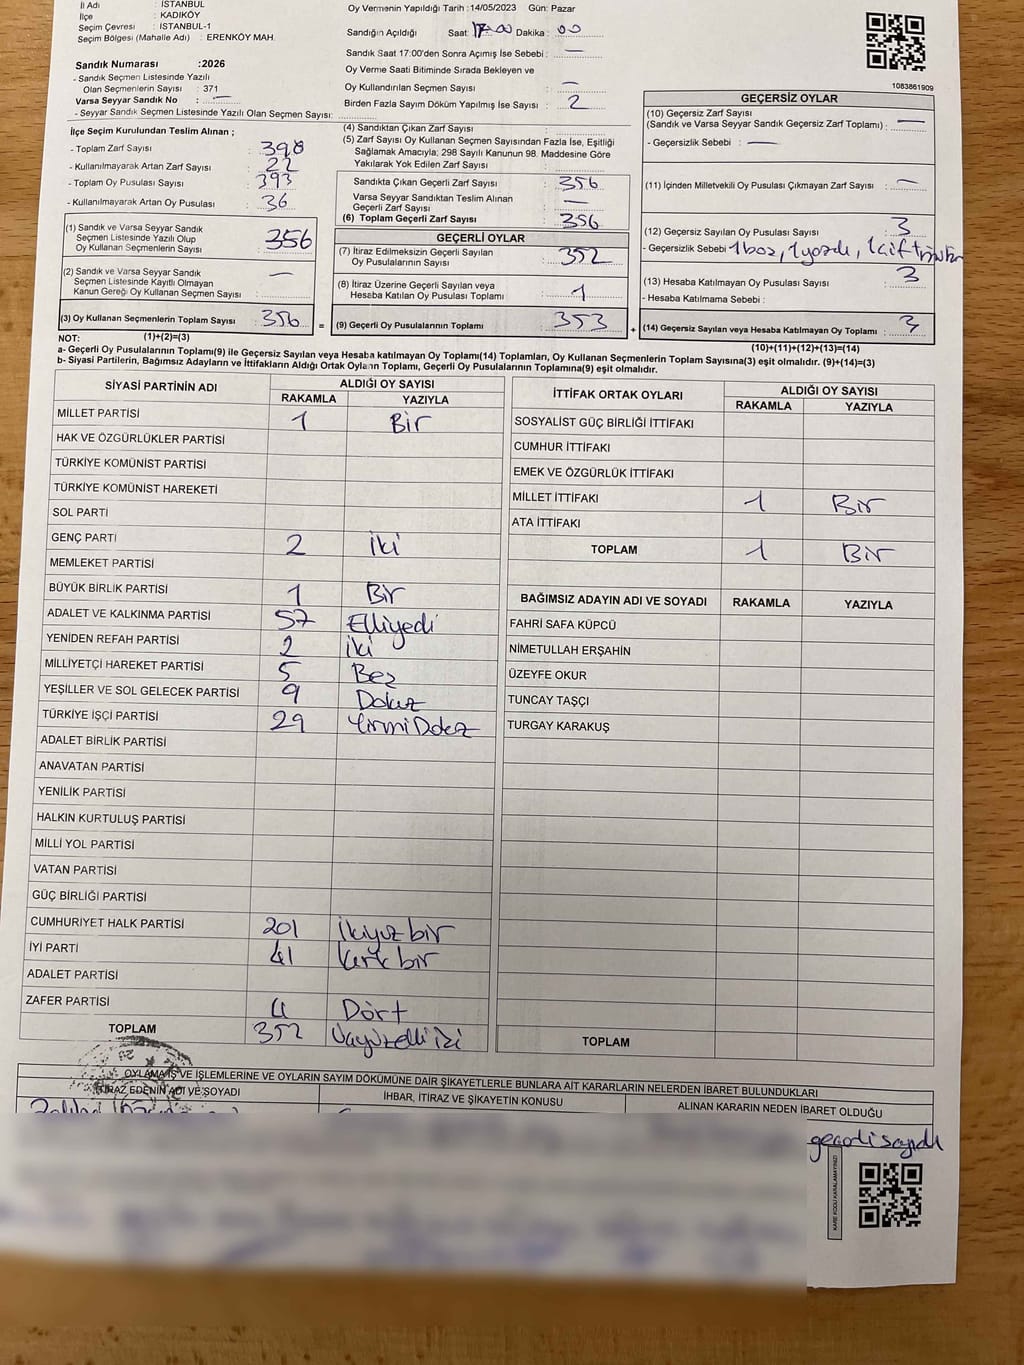 İl Adı : İSTANBUL
İlçe : KADIKÖY
Seçim Çevresi : İSTANBUL-1
Seçim Bölgesi (Mahalle Adı) : ERENKÖY MAH.
Sandık Numarası :2026
- Sandık Seçmen Listesinde Yazılı
Olan Seçmenlerin Sayısı : 371
Varsa Seyyar Sandık No : —
- Seyyar Sandık Seçmen Listesinde Yazılı Olan Seçmen Sayısı:
Oy Vermenin Yapıldığı Tarih :14/05/2023 Gün: Pazar
Sandığın Açıldığı Saat: 17:00 Dakika : 00
Sandık Saat 17:00'den Sonra Açımış İse Sebebi : —
Oy Verme Saati Bitiminde Sırada Bekleyen ve
Oy Kullandırılan Seçmen Sayısı : —
Birden Fazla Sayım Döküm Yapılmış İse Sayısı : 2
1083861909
İlçe Seçim Kurulundan Teslim Alınan ;
- Toplam Zarf Sayısı : 398
- Kullanılmayarak Artan Zarf Sayısı : 22
- Toplam Oy Pusulası Sayısı : 393
- Kullanılmayarak Artan Oy Pusulası : 36
(1) Sandık ve Varsa Seyyar Sandık
Seçmen Listesinde Yazılı Olup
Oy Kullanan Seçmenlerin Sayısı : 356
(2) Sandık ve Varsa Seyyar Sandık
Seçmen Listesinde Kayıtlı Olmayan
Kanun Gereği Oy Kullanan Seçmen Sayısı : —
(3) Oy Kullanan Seçmenlerin Toplam Sayısı : 356 =
(4) Sandıktan Çıkan Zarf Sayısı :
(5) Zarf Sayısı Oy Kullanan Seçmen Sayısından Fazla İse, Eşitliği
Sağlamak Amacıyla; 298 Sayılı Kanunun 98. Maddesine Göre
Yakılarak Yok Edilen Zarf Sayısı :
Sandıkta Çıkan Geçerli Zarf Sayısı : 356
Varsa Seyyar Sandıktan Teslim Alınan
Geçerli Zarf Sayısı : —
(6) Toplam Geçerli Zarf Sayısı : 356
GEÇERLİ OYLAR
(7) İtiraz Edilmeksizin Geçerli Sayılan
Oy Pusulalarının Sayısı : 352
(8) İtiraz Üzerine Geçerli Sayılan veya
Hesaba Katılan Oy Pusulası Toplamı : 1
(9) Geçerli Oy Pusulalarının Toplamı : 353 +
GEÇERSİZ OYLAR
(10) Geçersiz Zarf Sayısı
(Sandık ve Varsa Seyyar Sandık Geçersiz Zarf Toplamı) : —
- Geçersizlik Sebebi : —
(11) İçinden Milletvekili Oy Pusulası Çıkmayan Zarf Sayısı : —
(12) Geçersiz Sayılan Oy Pusulası Sayısı : 3
- Geçersizlik Sebebi : 1boş, 1yazılı, 1çift
(13) Hesaba Katılmayan Oy Pusulası Sayısı : 3
- Hesaba Katılmama Sebebi :
(14) Geçersiz Sayılan veya Hesaba Katılmayan Oy Toplamı : 3
NOT: (1)+(2)=(3) (10)+(11)+(12)+(13)=(14)
a- Geçerli Oy Pusulalarının Toplamı(9) ile Geçersiz Sayılan veya Hesaba katılmayan Oy Toplamı(14) Toplamları, Oy Kullanan Seçmenlerin Toplam Sayısına(3) eşit olmalıdır. (9)+(14)=(3)
b- Siyasi Partilerin, Bağımsız Adayların ve İttifakların Aldığı Ortak Oyların Toplamı, Geçerli Oy Pusulalarının Toplamına(9) eşit olmalıdır.
SİYASİ PARTİNİN ADI ALDIĞI OY SAYISI
RAKAMLA YAZIYLA
MİLLET PARTİSİ 1 Bir
HAK VE ÖZGÜRLÜKLER PARTİSİ
TÜRKİYE KOMÜNİST PARTİSİ
TÜRKİYE KOMÜNİST HAREKETİ
SOL PARTİ
GENÇ PARTİ 2 iki
MEMLEKET PARTİSİ
BÜYÜK BİRLİK PARTİSİ 1 Bir
ADALET VE KALKINMA PARTİSİ 57 Elliyedi
YENİDEN REFAH PARTİSİ 2 iki
MİLLİYETÇİ HAREKET PARTİSİ 5 Beş
YEŞİLLER VE SOL GELECEK PARTİSİ 9 Dokuz
TÜRKİYE İŞÇİ PARTİSİ 29 YirmiDokuz
ADALET BİRLİK PARTİSİ
ANAVATAN PARTİSİ
YENİLİK PARTİSİ
HALKIN KURTULUŞ PARTİSİ
MİLLİ YOL PARTİSİ
VATAN PARTİSİ
GÜÇ BİRLİĞİ PARTİSİ
CUMHURİYET HALK PARTİSİ 201 ikiyüz bir
İYİ PARTİ 41 kırk bir
ADALET PARTİSİ
ZAFER PARTİSİ 4 Dört
TOPLAM 352 Üçyüzelli iki
İTTİFAK ORTAK OYLARI ALDIĞI OY SAYISI
RAKAMLA YAZIYLA
SOSYALİST GÜÇ BİRLİĞİ İTTİFAKI
CUMHUR İTTİFAKI
EMEK VE ÖZGÜRLÜK İTTİFAKI
MİLLET İTTİFAKI 1 Bir
ATA İTTİFAKI
TOPLAM 1 Bir
BAĞIMSIZ ADAYIN ADI VE SOYADI RAKAMLA YAZIYLA
FAHRİ SAFA KÜPCÜ
NİMETULLAH ERŞAHİN
ÜZEYFE OKUR
TUNCAY TAŞÇI
TURGAY KARAKUŞ
TOPLAM
OYLAMA İŞ VE İŞLEMLERİNE VE OYLARIN SAYIM DÖKÜMÜNE DAİR ŞİKAYETLERLE BUNLARA AİT KARARLARIN NELERDEN İBARET BULUNDUKLARI
İTİRAZ EDENİN ADI VE SOYADI İHBAR, İTİRAZ VE ŞİKAYETİN KONUSU ALINAN KARARIN NEDEN İBARET OLDUĞU
geçerli sayıldı
KARE KODU KARALAMAYINIZ!